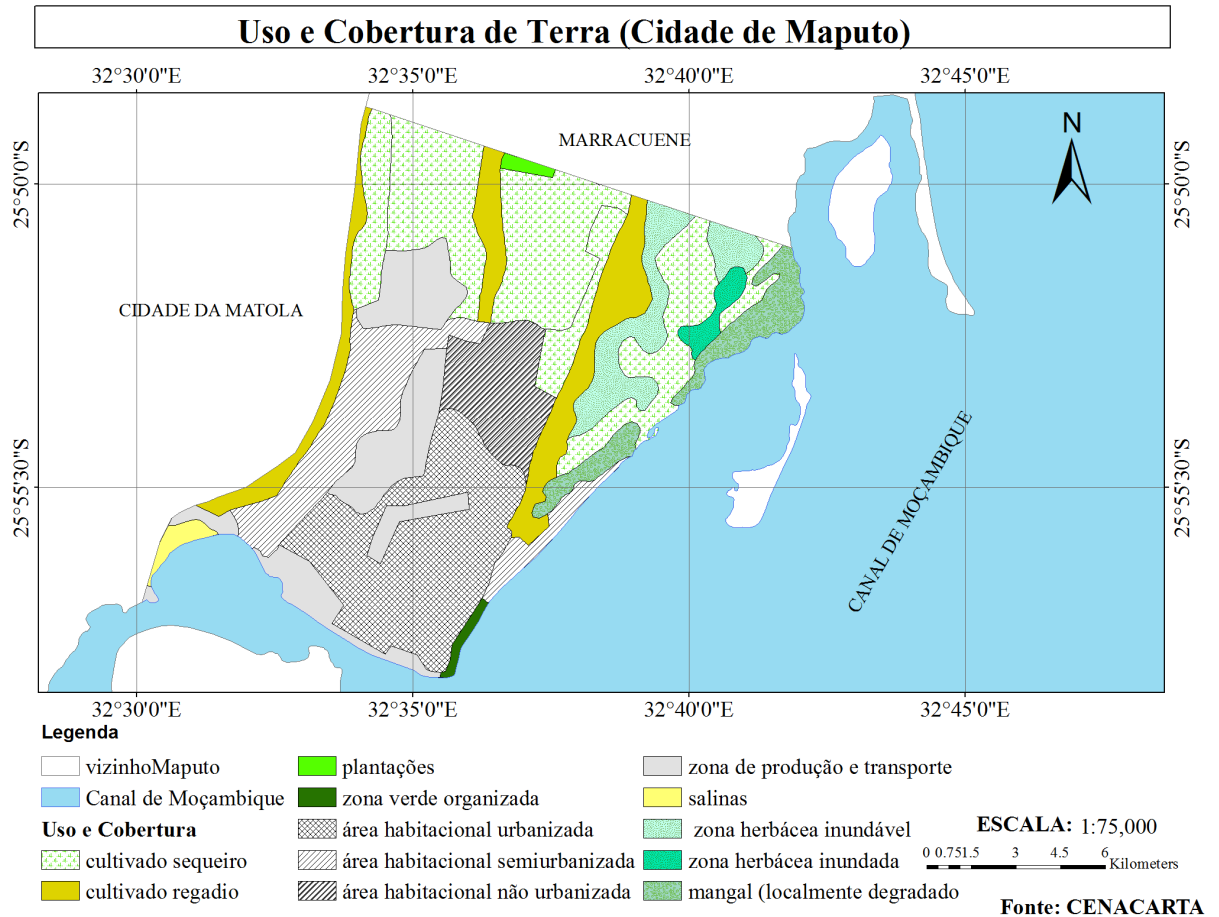 Uso e Cobertura de Terra (Cidade de Maputo)
32°30'0"E 32°35'0"E 32°40'0"E 32°45'0"E
MARRACUENE
N
25°50'0"S 25°50'0"S
CIDADE DA MATOLA
CANAL DE MOÇAMBIQUE
25°55'30"S 25°55'30"S
32°30'0"E 32°35'0"E 32°40'0"E 32°45'0"E
Legenda
vizinhoMaputo
Canal de Moçambique
Uso e Cobertura
cultivado sequeiro
cultivado regadio
plantações
zona verde organizada
área habitacional urbanizada
área habitacional semiurbanizada
área habitacional não urbanizada
zona de produção e transporte
salinas
zona herbácea inundável
zona herbácea inundada
mangal (localmente degradado
ESCALA: 1:75,000
0 0.751.5 3 4.5 6
Kilometers
Fonte: CENACARTA